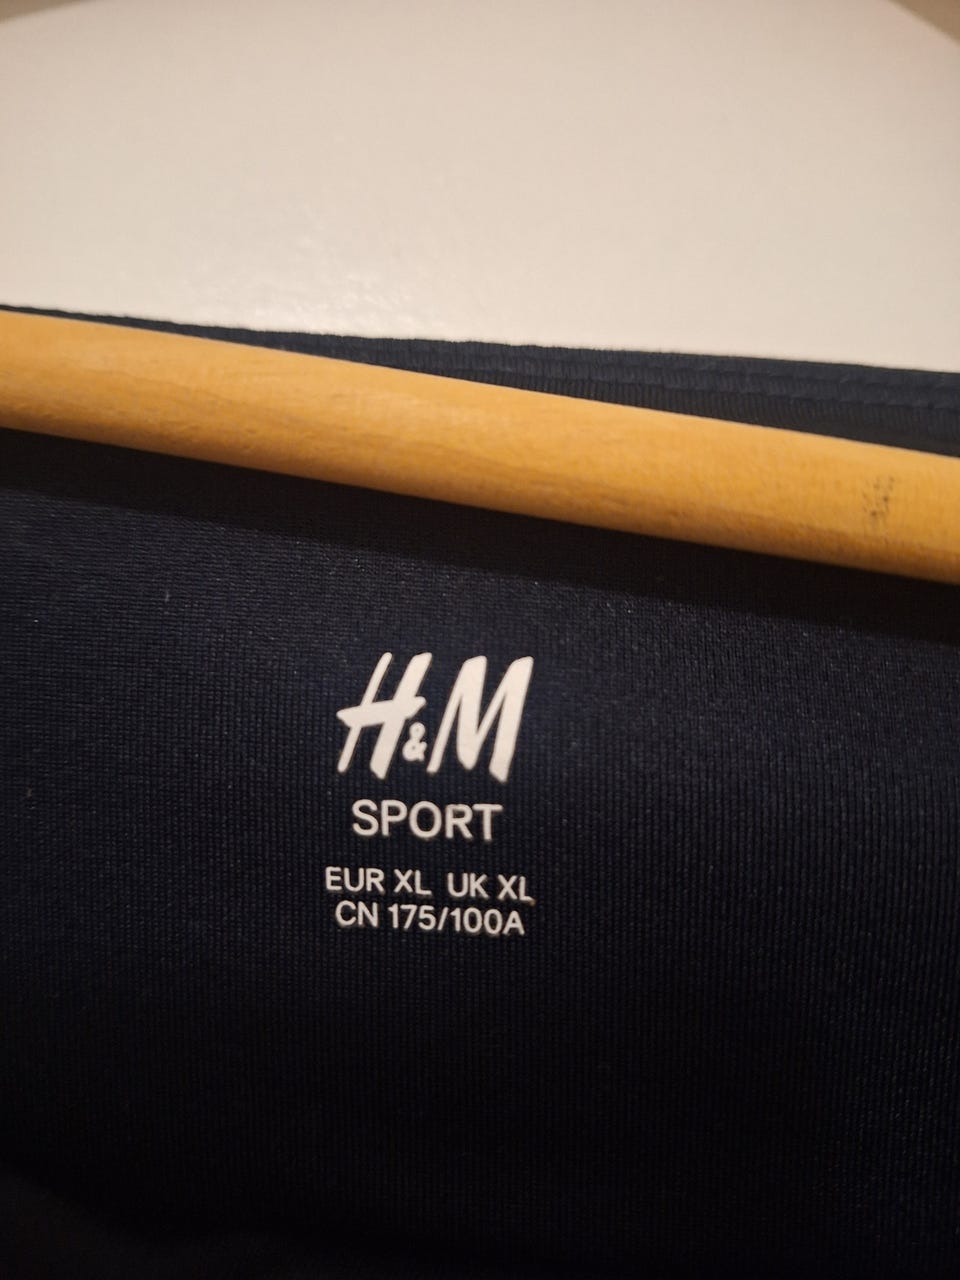 H&M
SPORT
EUR XL UK XL
CN 175/100A